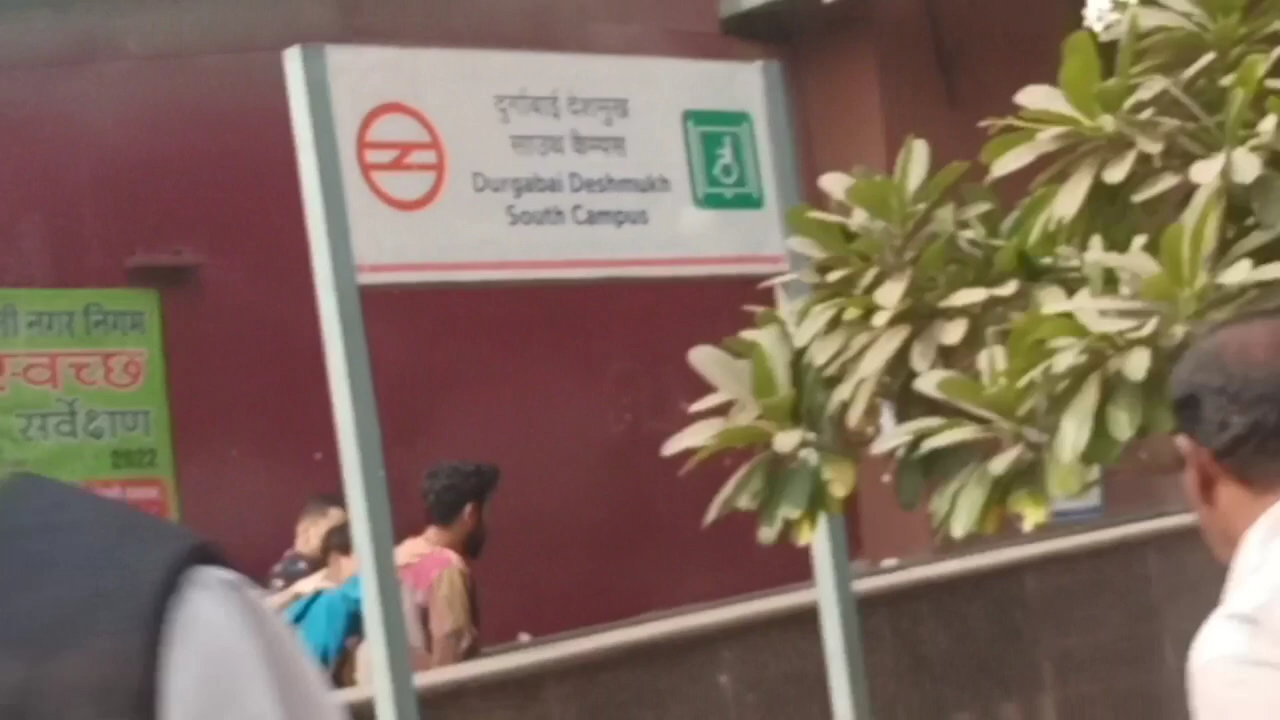 दुर्गाबाई देशमुख
साउथ कैम्पस
Durgabai Deshmukh
South Campus
नगर निगम
स्वच्छ
सर्वेक्षण
2022